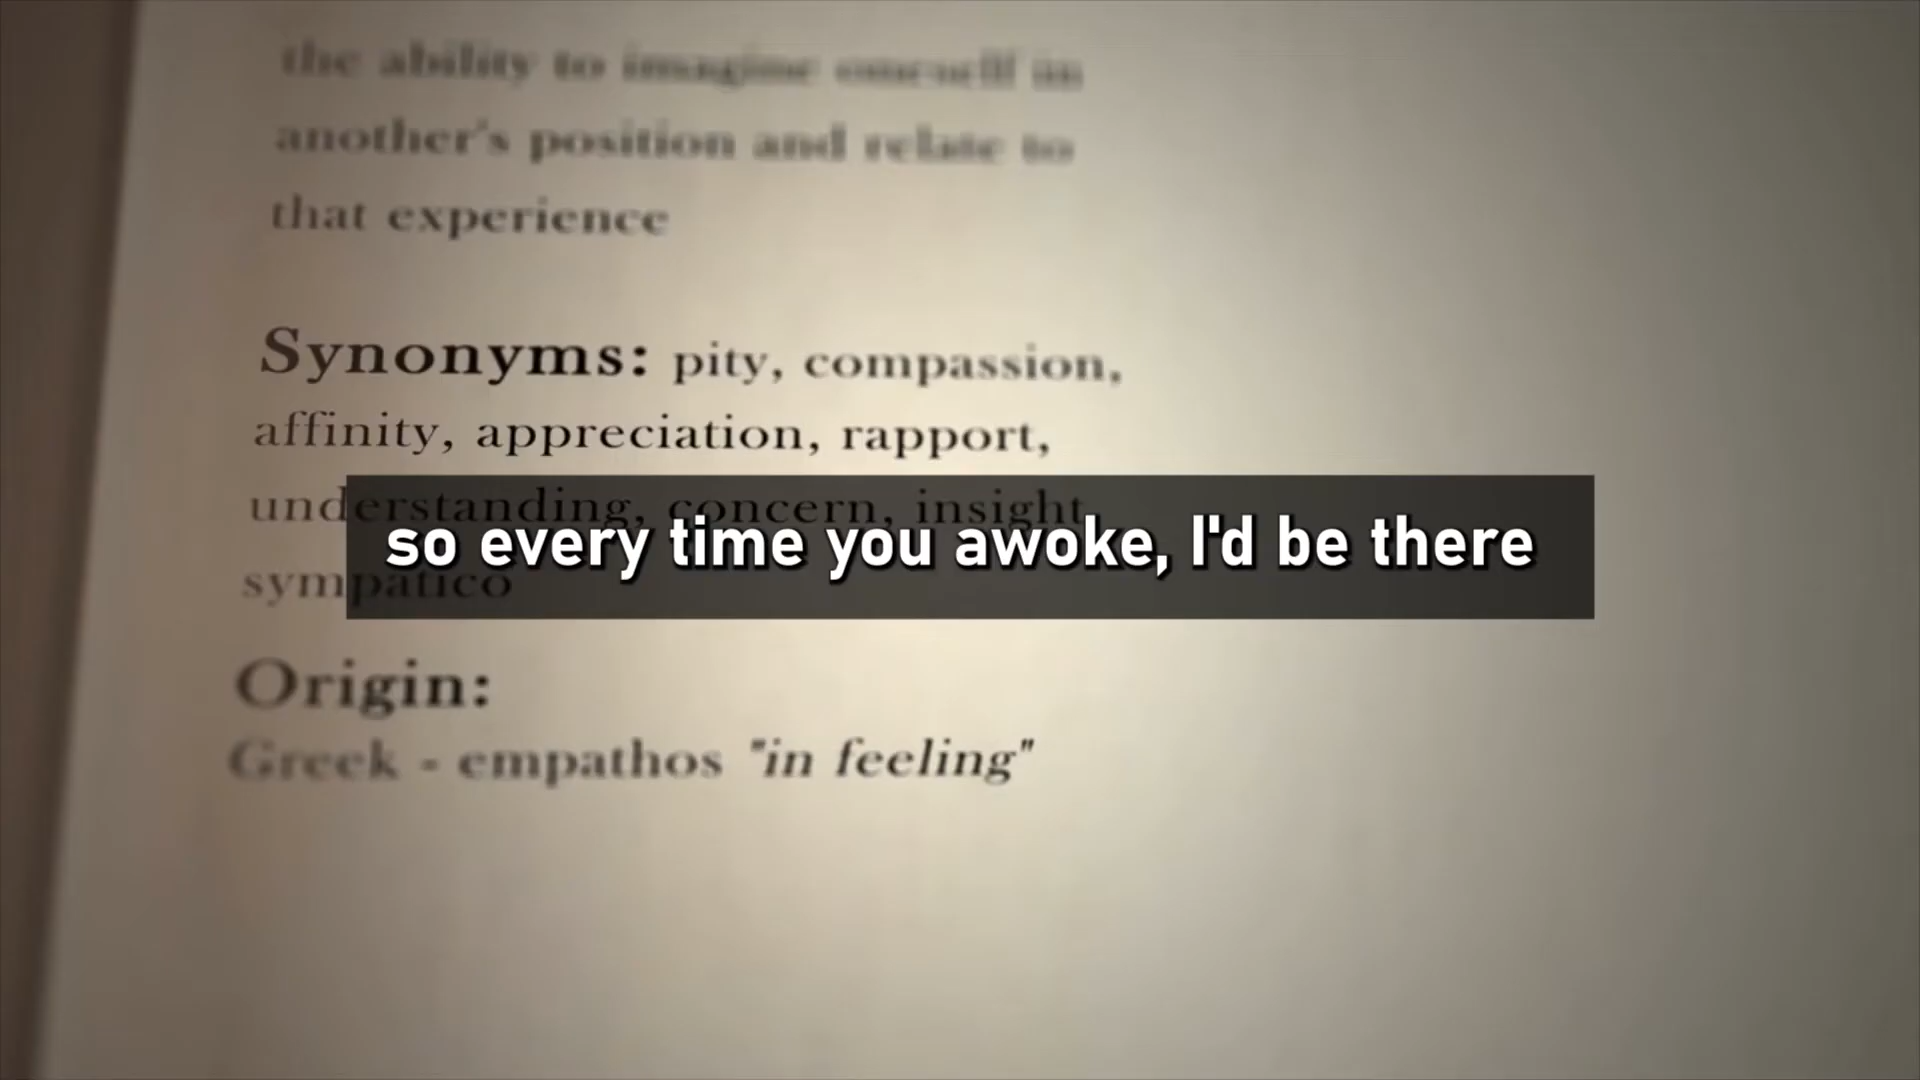 the ability to imagine oneself in
another's position and relate to
that experience
Synonyms: pity, compassion,
affinity, appreciation, rapport,
understanding, concern, insight
sympatico
so every time you awoke, I'd be there
Origin:
Greek - empathos "in feeling"